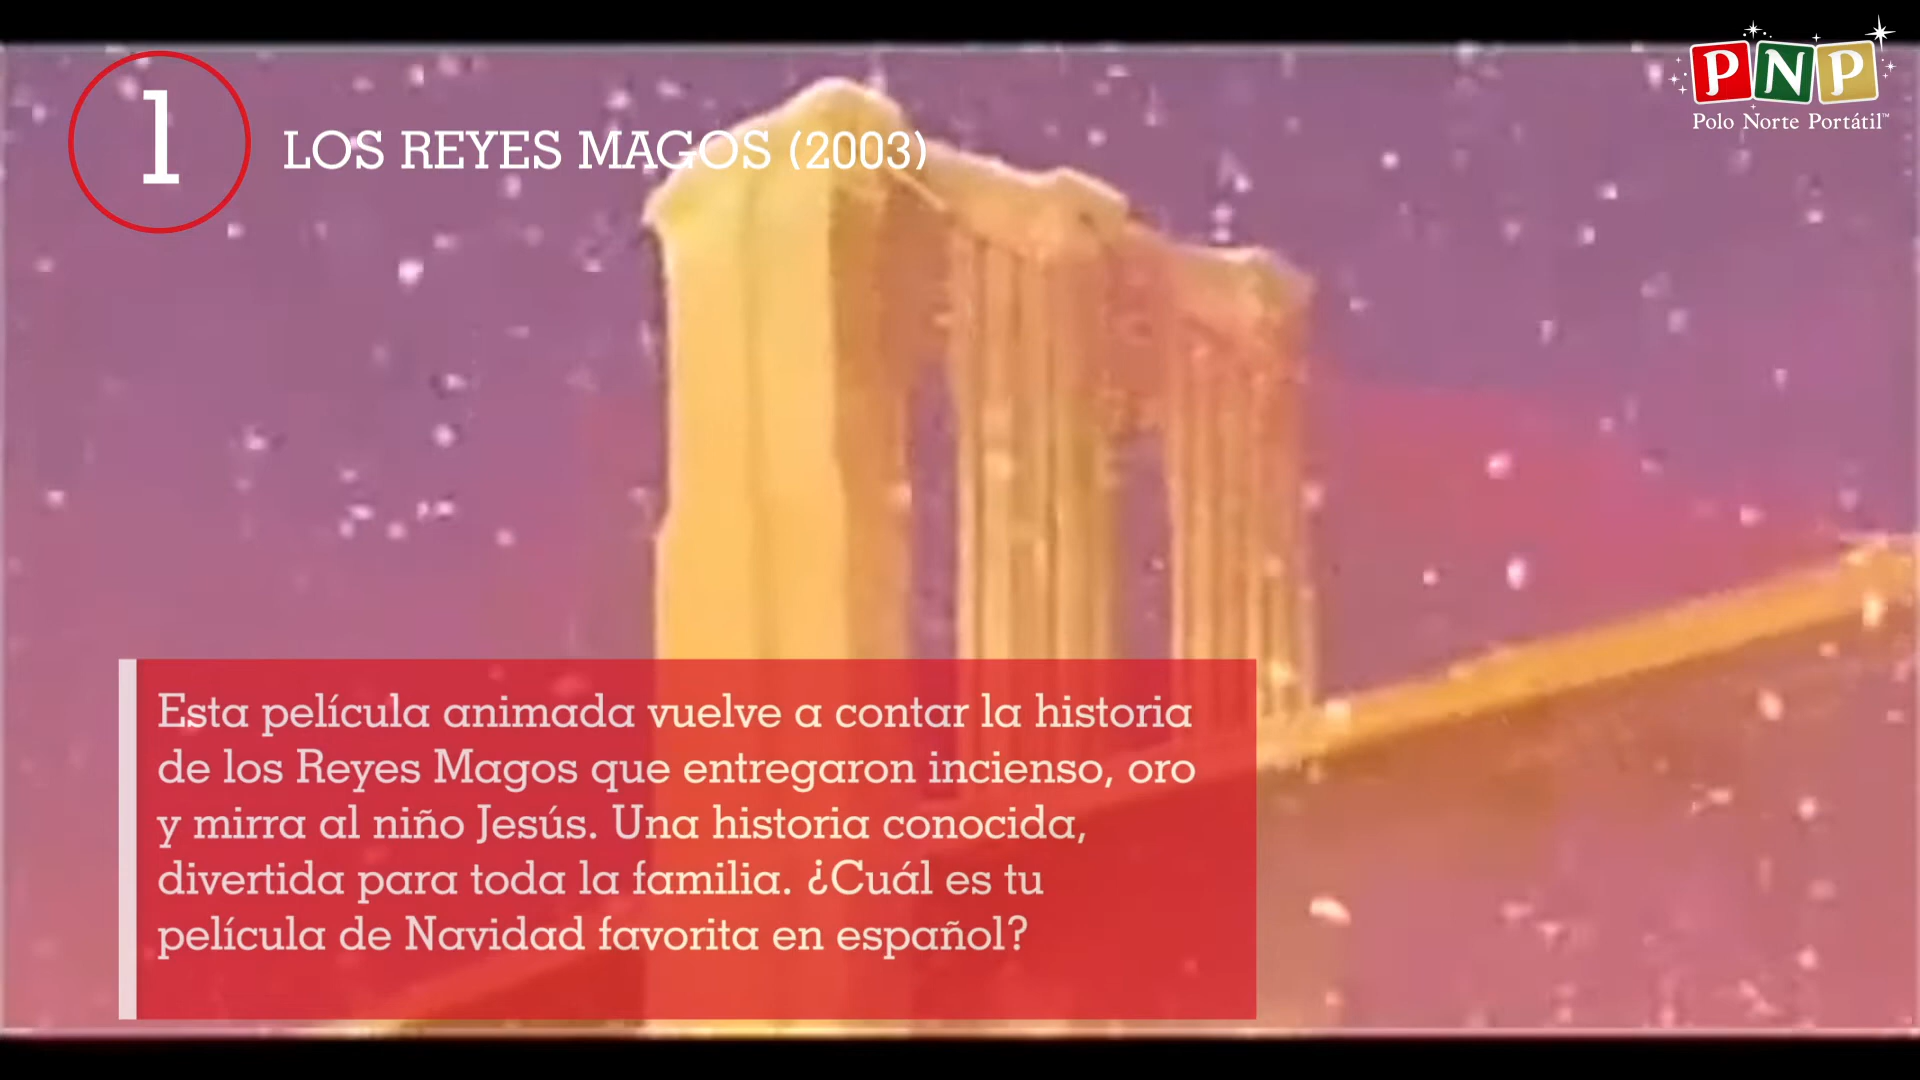 1
LOS REYES MAGOS (2003)
PNP
Polo Norte Portátil™
Esta película animada vuelve a contar la historia
de los Reyes Magos que entregaron incienso, oro
y mirra al niño Jesús. Una historia conocida,
divertida para toda la familia. ¿Cuál es tu
película de Navidad favorita en español?